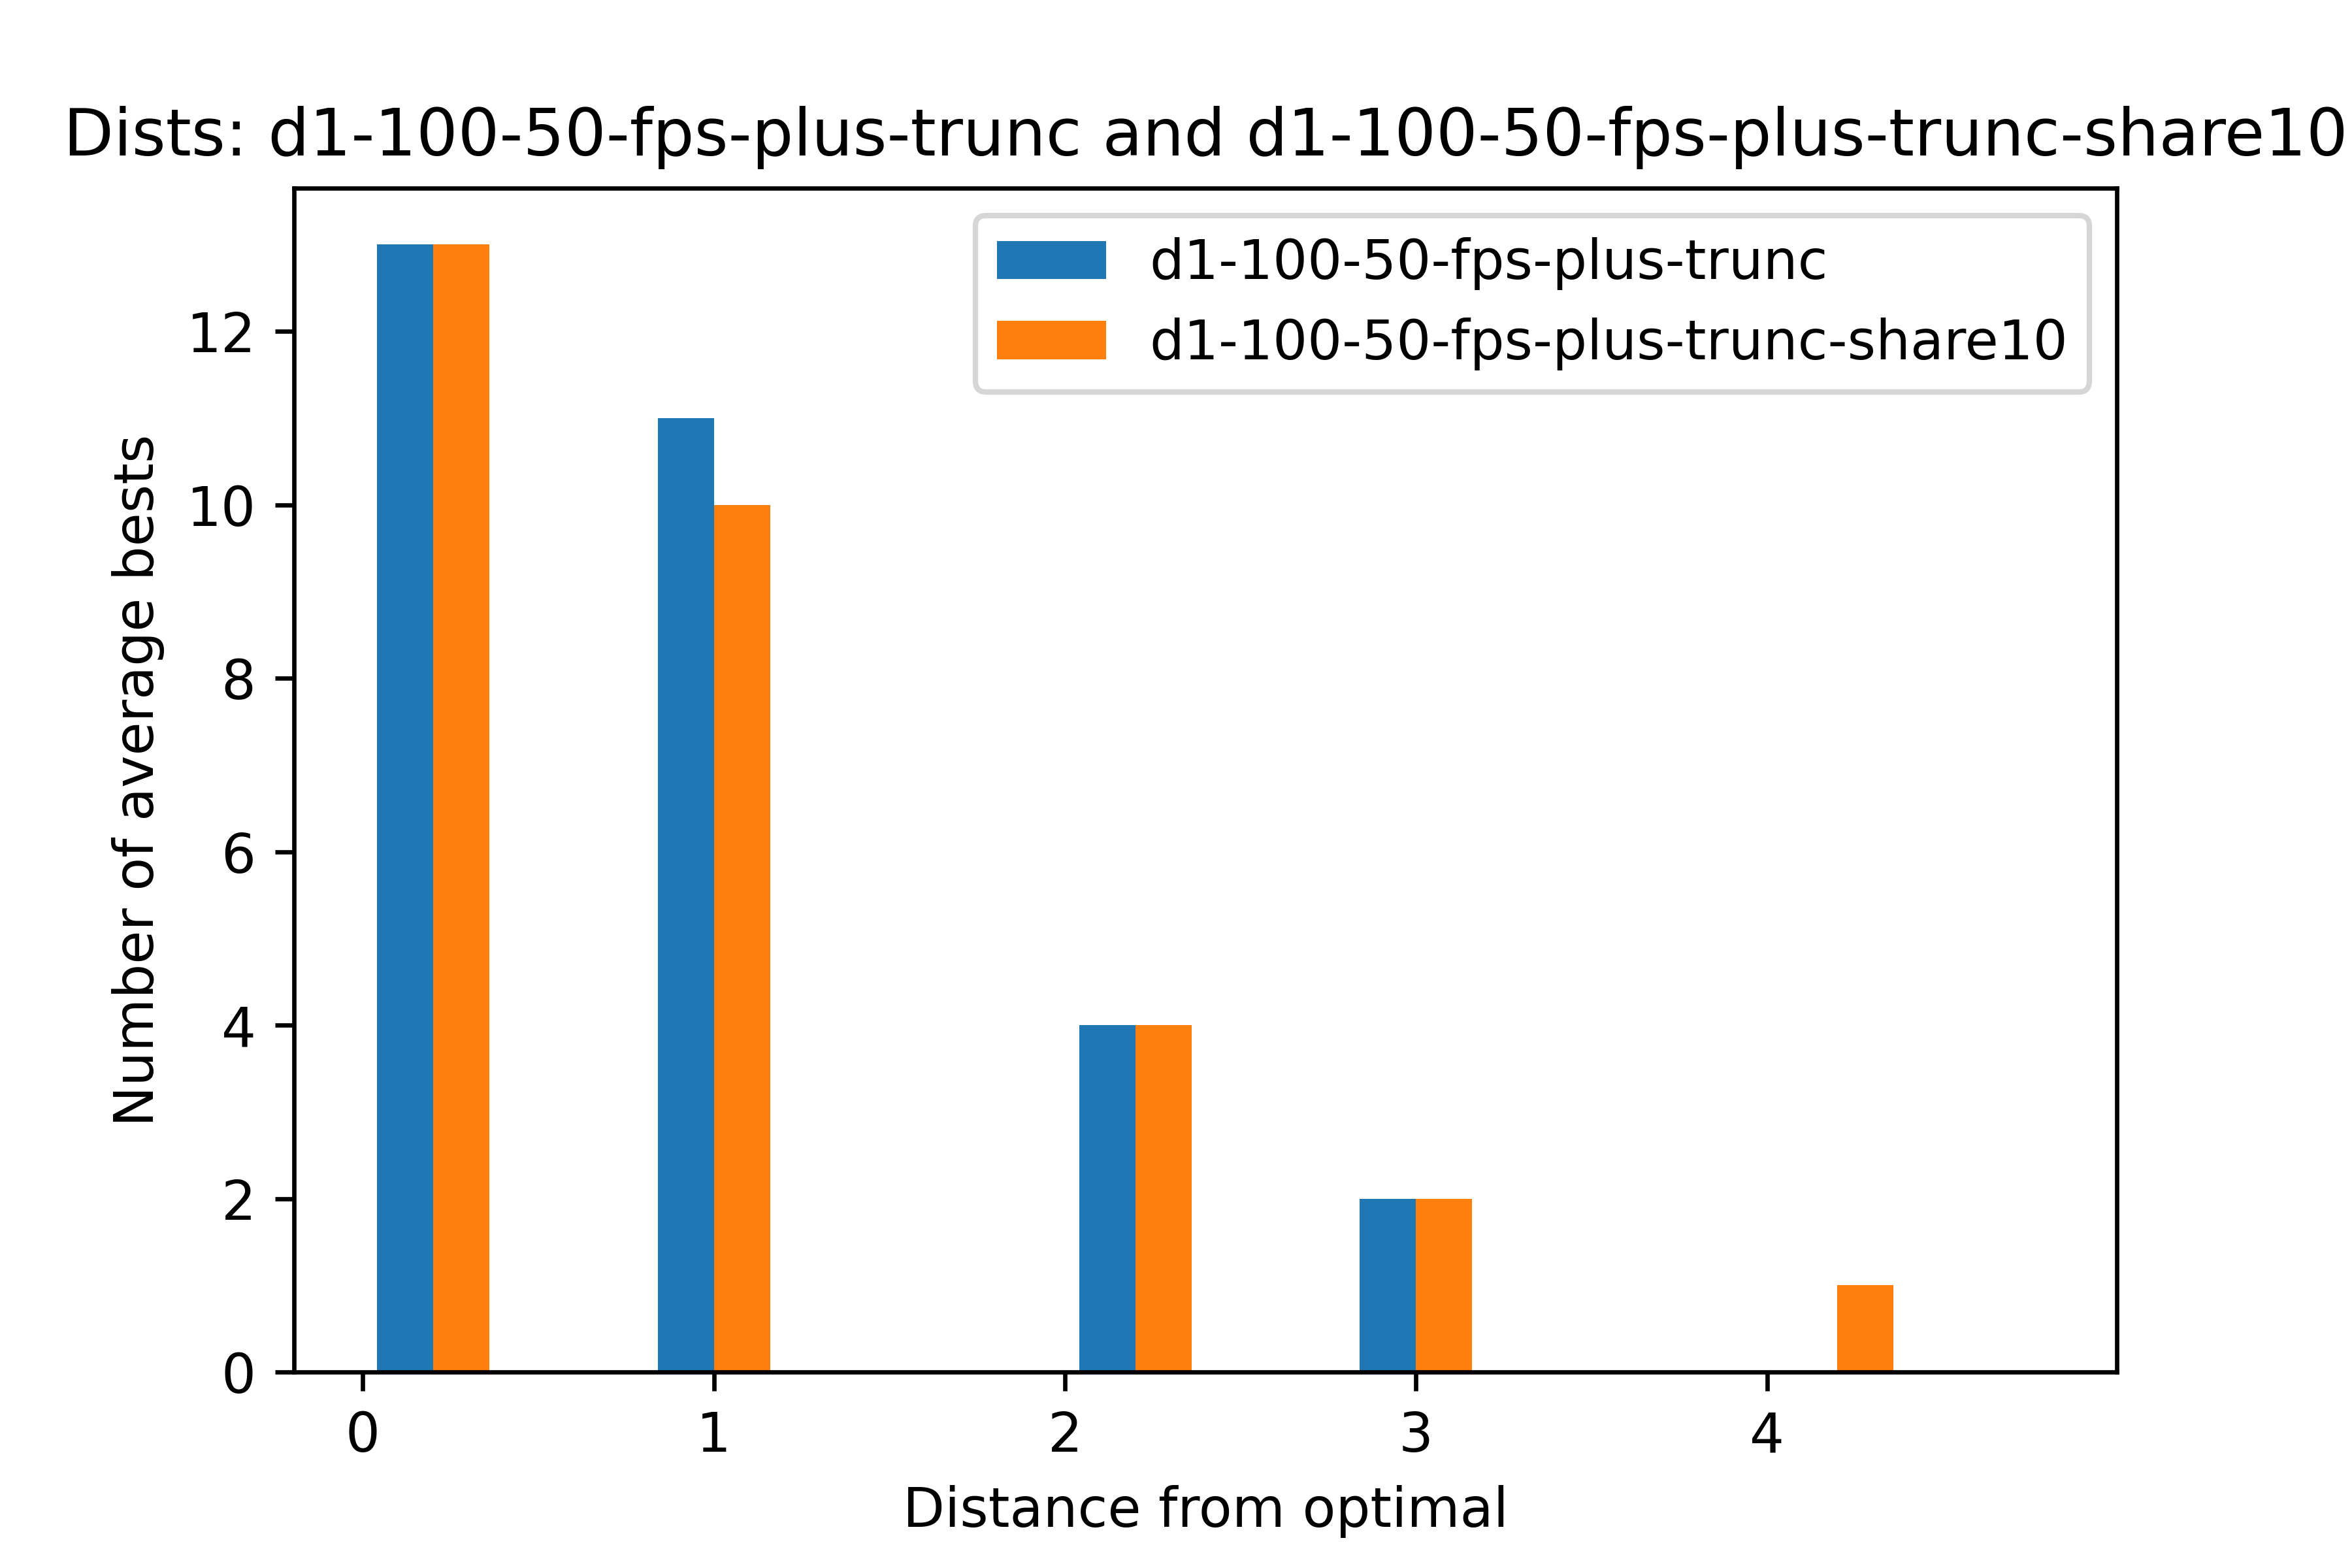 Dists: d1-100-50-fps-plus-trunc and d1-100-50-fps-plus-trunc-share10
d1-100-50-fps-plus-trunc
d1-100-50-fps-plus-trunc-share10
Number of average bests
12
10
8
6
4
2
0
0 1 2 3 4
Distance from optimal